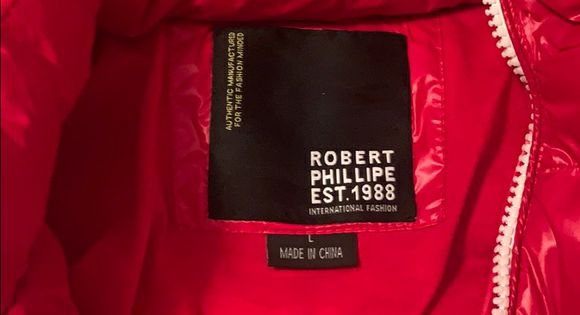 AUTHENTIC MANUFACTURED
FOR THE FASHION MINDED
ROBERT
PHILLIPE
EST.1988
INTERNATIONAL FASHION
L
MADE IN CHINA